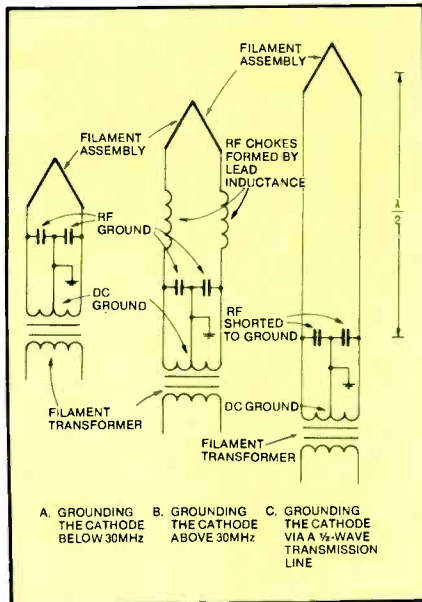 FILAMENT
ASSEMBLY
FILAMENT
ASSEMBLY
RF CHOKES
FORMED BY
LEAD
INDUCTANCE
RF
GROUND
DC
GROUND
FILAMENT
TRANSFORMER
λ
2
RF
SHORTED
TO GROUND
DC GROUND
FILAMENT
TRANSFORMER
A. GROUNDING
THE CATHODE
BELOW 30MHz
B. GROUNDING
THE CATHODE
ABOVE 30MHz
C. GROUNDING
THE CATHODE
VIA A ½-WAVE
TRANSMISSION
LINE